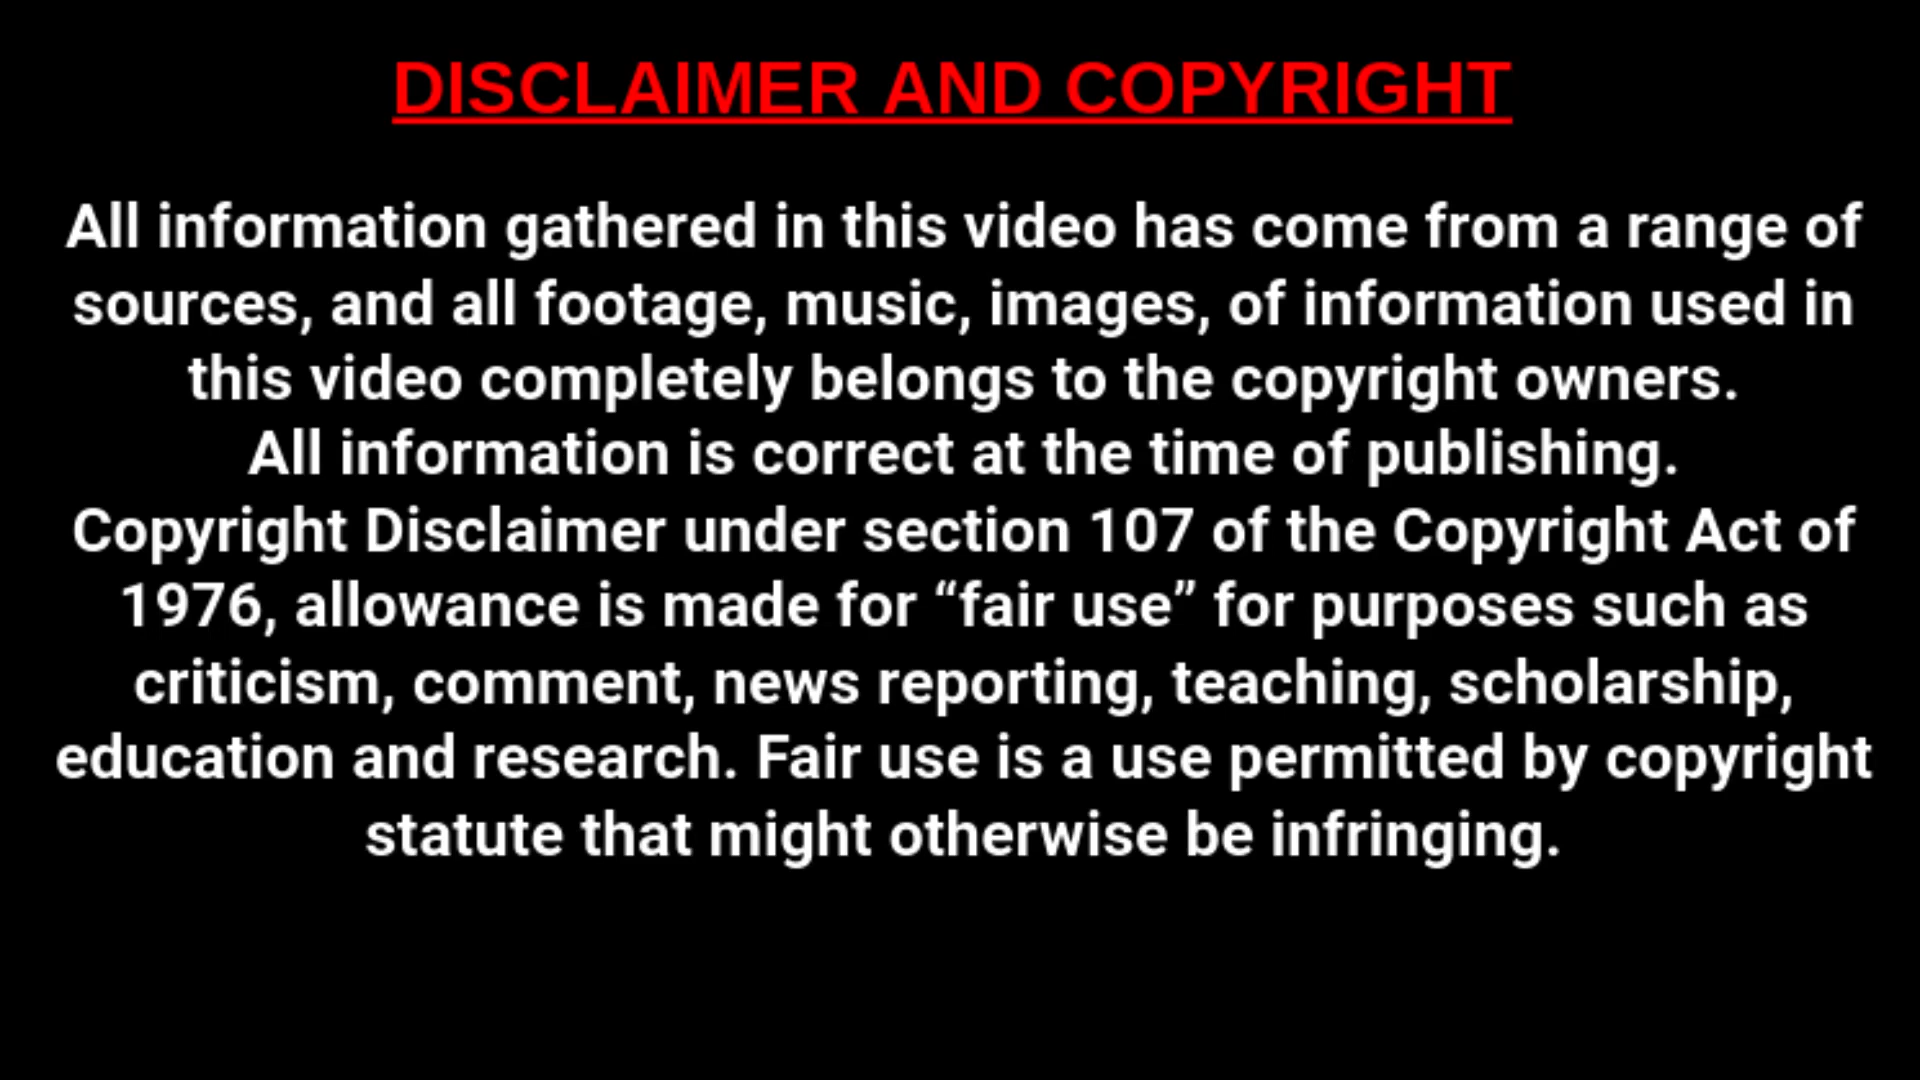 DISCLAIMER AND COPYRIGHT
All information gathered in this video has come from a range of
sources, and all footage, music, images, of information used in
this video completely belongs to the copyright owners.
All information is correct at the time of publishing.
Copyright Disclaimer under section 107 of the Copyright Act of
1976, allowance is made for “fair use” for purposes such as
criticism, comment, news reporting, teaching, scholarship,
education and research. Fair use is a use permitted by copyright
statute that might otherwise be infringing.